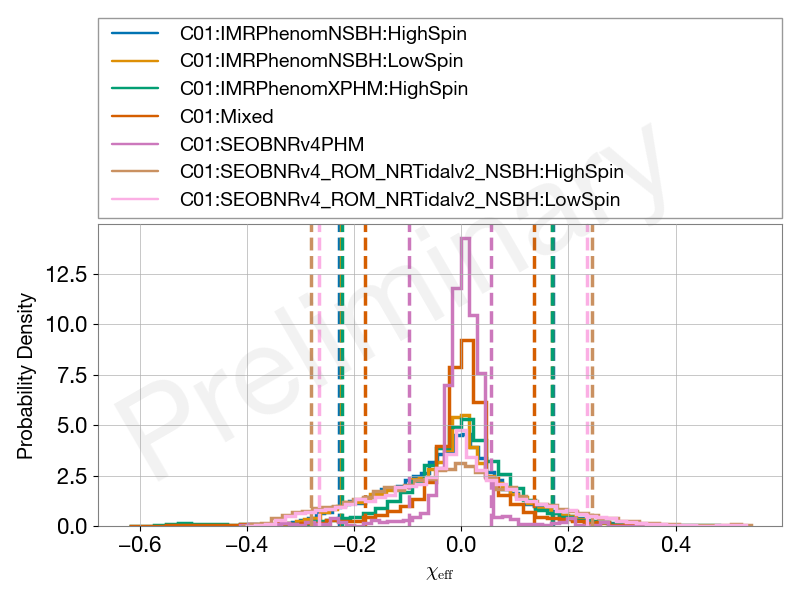 C01:IMRPhenomNSBH:HighSpin
C01:IMRPhenomNSBH:LowSpin
C01:IMRPhenomXPHM:HighSpin
C01:Mixed
C01:SEOBNRv4PHM
C01:SEOBNRv4_ROM_NRTidalv2_NSBH:HighSpin
C01:SEOBNRv4_ROM_NRTidalv2_NSBH:LowSpin
Preliminary
Probability Density
12.5
10.0
7.5
5.0
2.5
0.0
−0.6 −0.4 −0.2 0.0 0.2 0.4
χeff